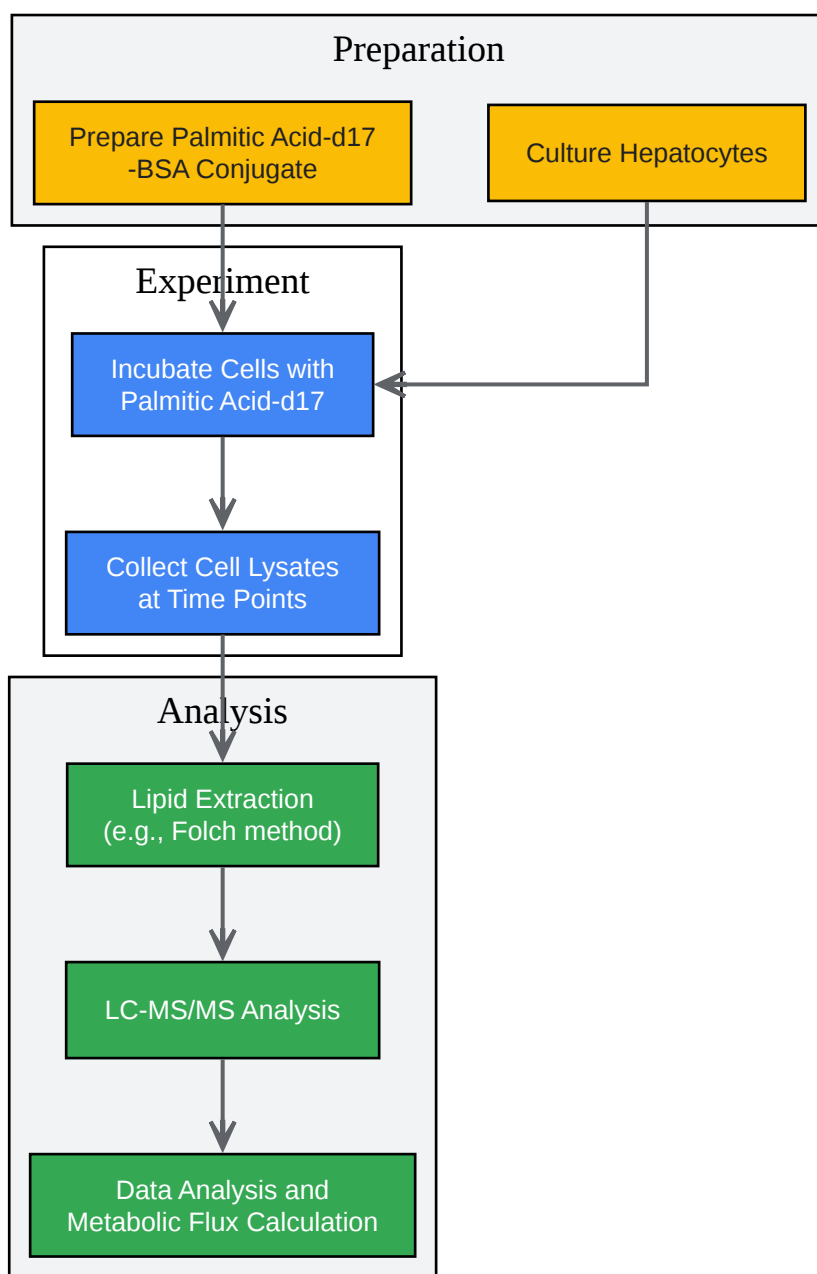 Preparation
Prepare Palmitic Acid-d17
-BSA Conjugate
Culture Hepatocytes
Experiment
Incubate Cells with
Palmitic Acid-d17
Collect Cell Lysates
at Time Points
Analysis
Lipid Extraction
(e.g., Folch method)
LC-MS/MS Analysis
Data Analysis and
Metabolic Flux Calculation